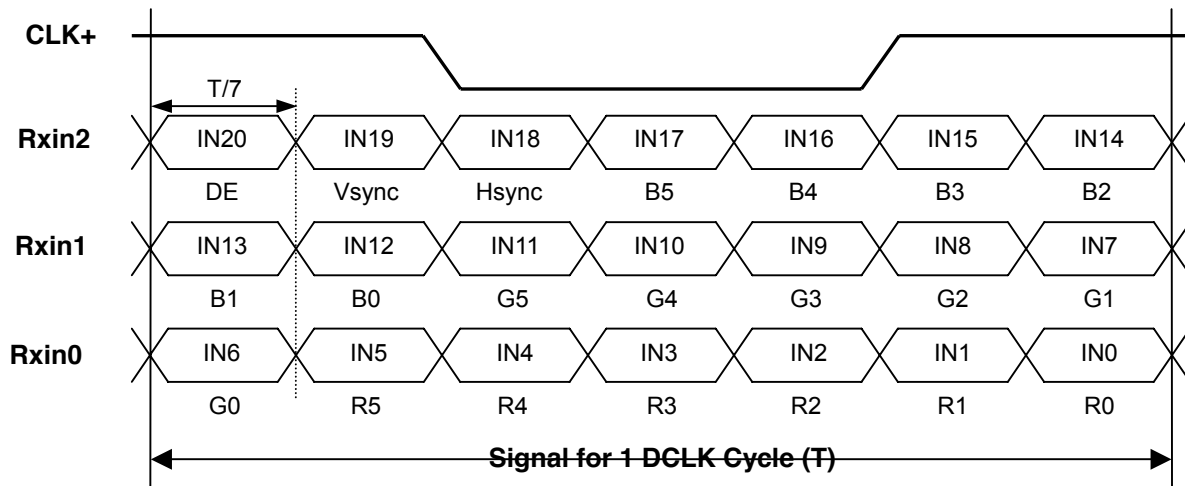 CLK+
T/7
Rxin2 IN20 IN19 IN18 IN17 IN16 IN15 IN14
DE Vsync Hsync B5 B4 B3 B2
Rxin1 IN13 IN12 IN11 IN10 IN9 IN8 IN7
B1 B0 G5 G4 G3 G2 G1
Rxin0 IN6 IN5 IN4 IN3 IN2 IN1 IN0
G0 R5 R4 R3 R2 R1 R0
Signal for 1 DCLK Cycle (T)